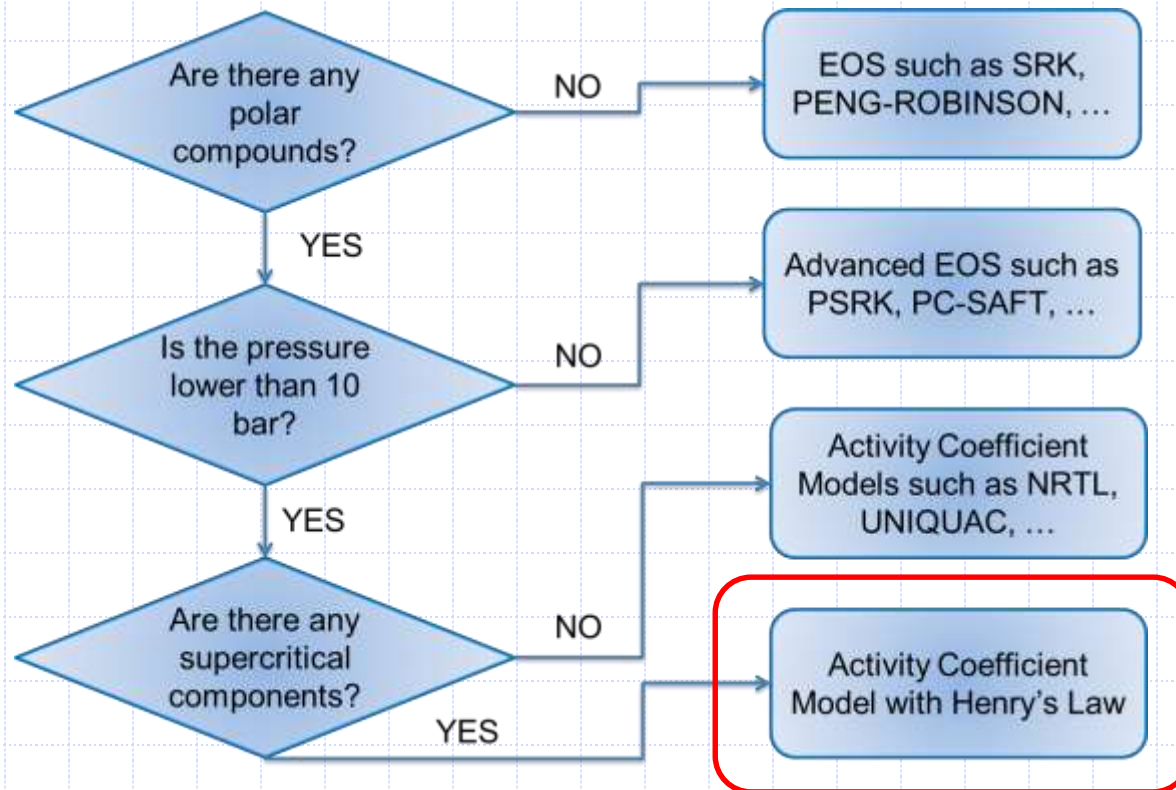 Are there any
polar
compounds?
NO
EOS such as SRK,
PENG-ROBINSON, …
YES
Is the pressure
lower than 10
bar?
NO
Advanced EOS such as
PSRK, PC-SAFT, …
YES
Are there any
supercritical
components?
NO
Activity Coefficient
Models such as NRTL,
UNIQUAC, …
YES
Activity Coefficient
Model with Henry’s Law